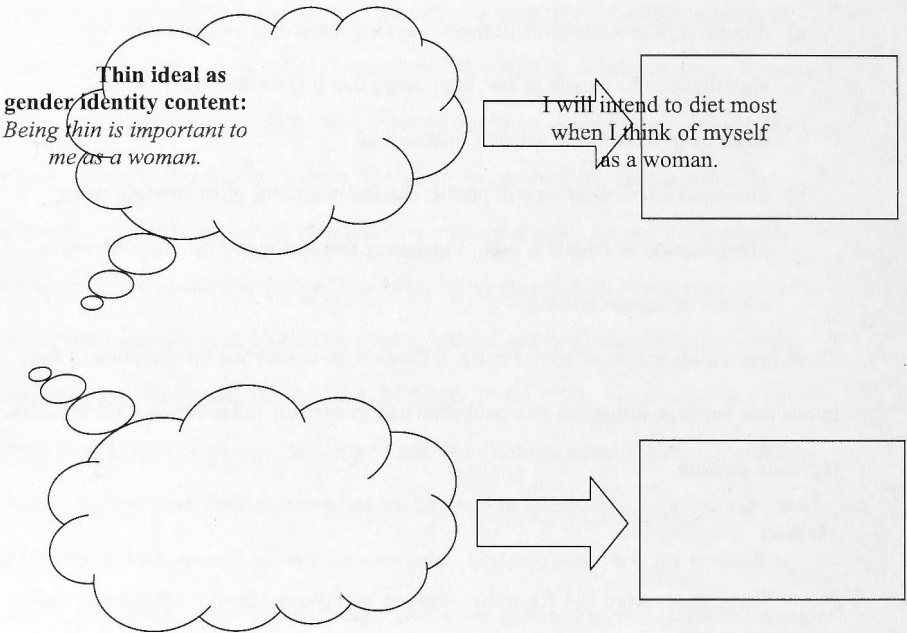 Thin ideal as
gender identity content:
Being thin is important to
me as a woman.
I will intend to diet most
when I think of myself
as a woman.